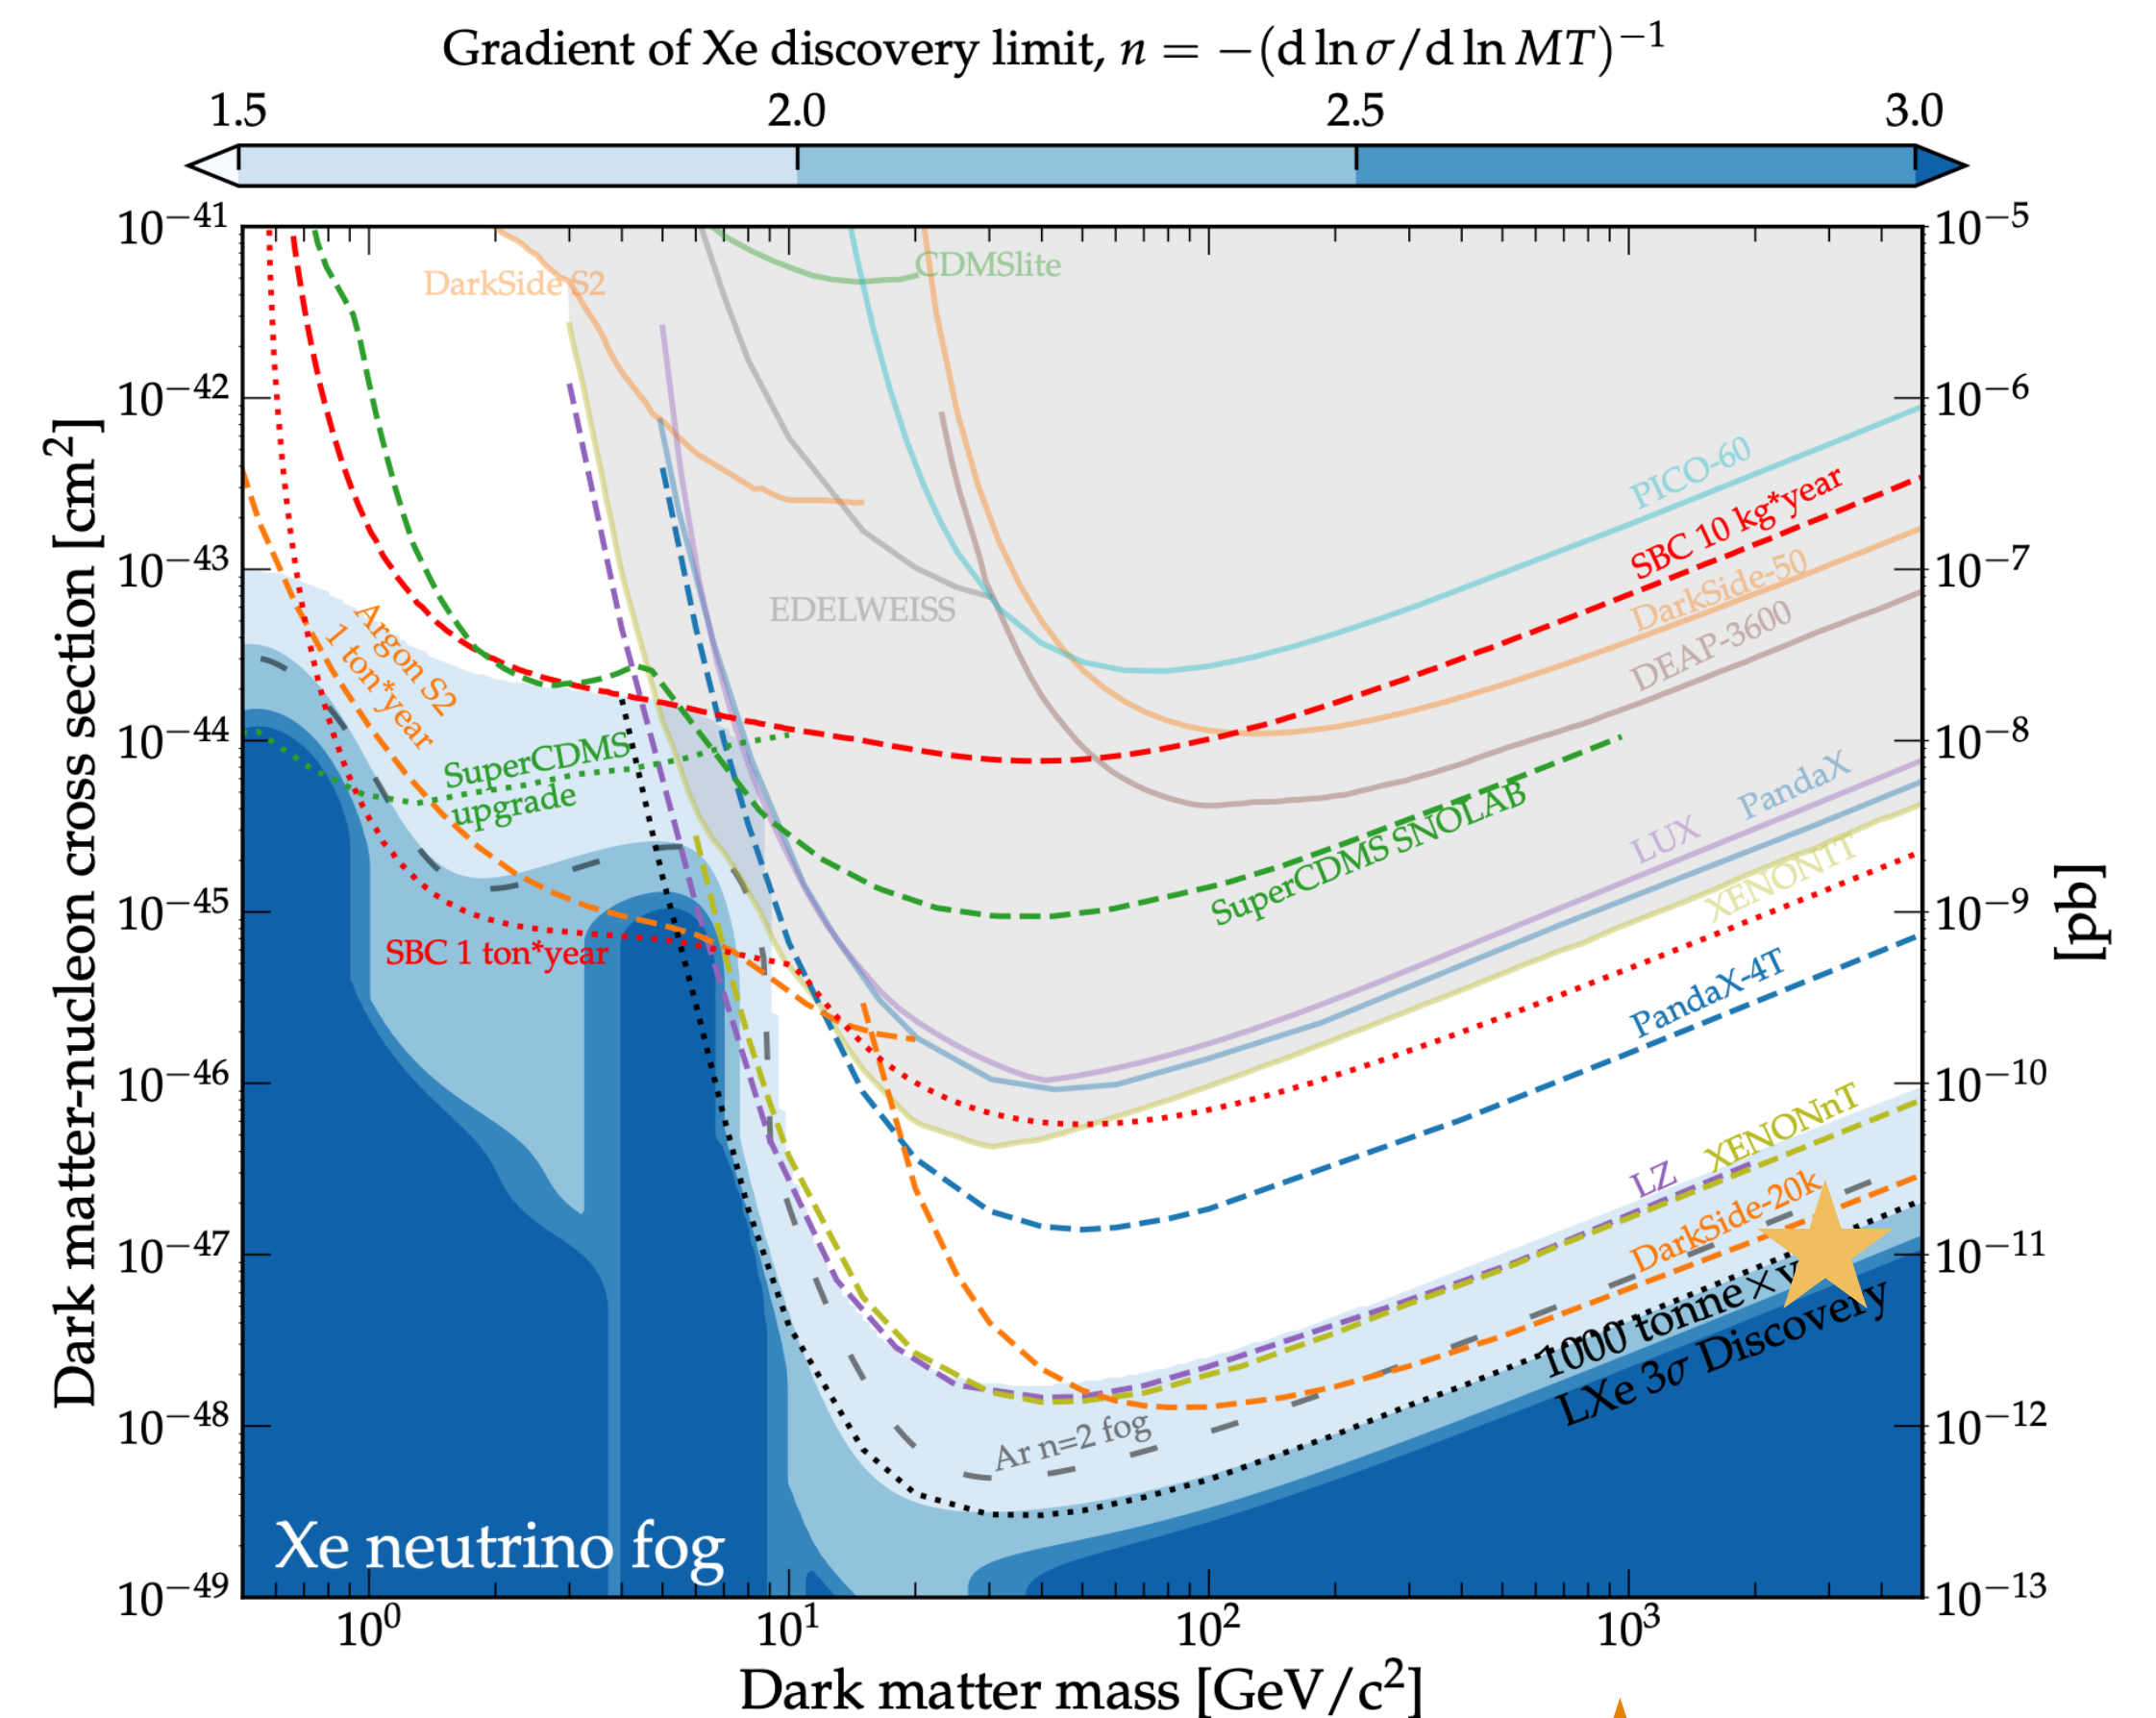 Gradient of Xe discovery limit, n = −(d ln σ/d ln MT)⁻¹
1.5 2.0 2.5 3.0
10⁻⁴¹
10⁻⁴²
10⁻⁴³
10⁻⁴⁴
10⁻⁴⁵
10⁻⁴⁶
10⁻⁴⁷
10⁻⁴⁸
10⁻⁴⁹
Dark matter-nucleon cross section [cm²]
DarkSide S2
CDMSlite
EDELWEISS
PICO-60
SBC 10 kg*year
DarkSide-50
DEAP-3600
Argon S2
1 ton*year
SuperCDMS
upgrade
SuperCDMS SNOLAB
LUX
PandaX
XENON1T
SBC 1 ton*year
PandaX-4T
LZ
XENONnT
DarkSide-20k
1000 tonne ×
LXe 3σ Discovery
Ar n=2 fog
Xe neutrino fog
10⁻⁵
10⁻⁶
10⁻⁷
10⁻⁸
10⁻⁹
10⁻¹⁰
10⁻¹¹
10⁻¹²
10⁻¹³
[pb]
10⁰ 10¹ 10² 10³
Dark matter mass [GeV/c²]